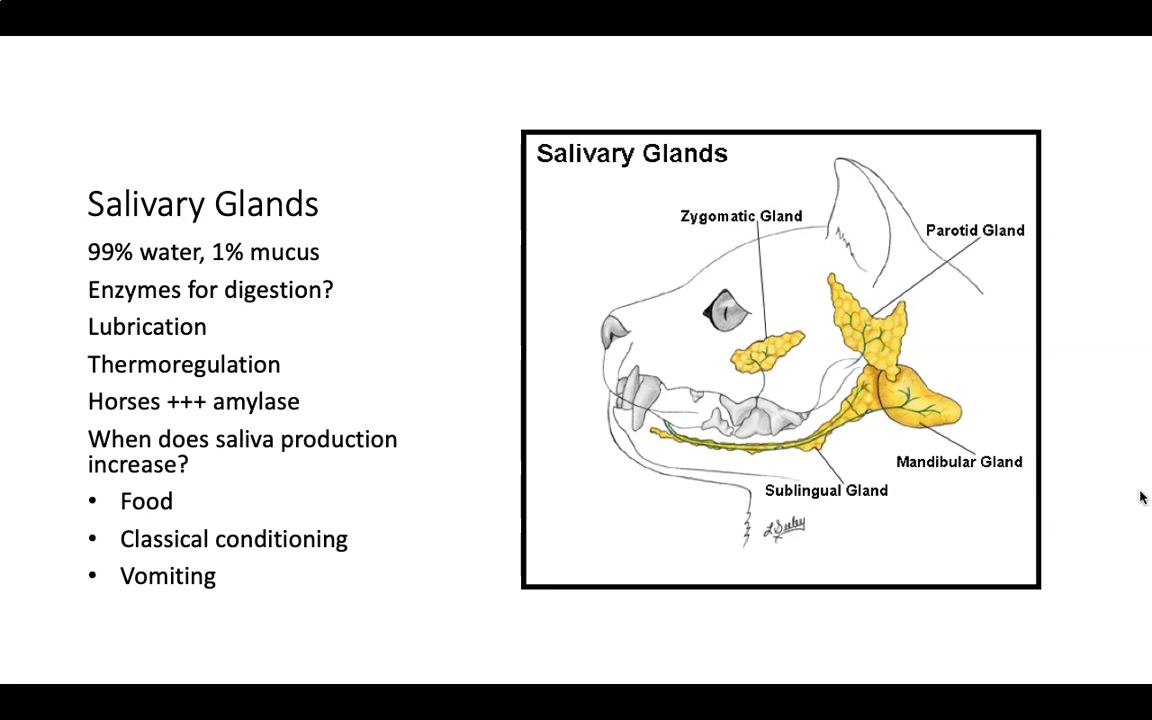 Salivary Glands
99% water, 1% mucus
Enzymes for digestion?
Lubrication
Thermoregulation
Horses +++ amylase
When does saliva production
increase?
• Food
• Classical conditioning
• Vomiting
Salivary Glands
Zygomatic Gland
Parotid Gland
Mandibular Gland
Sublingual Gland